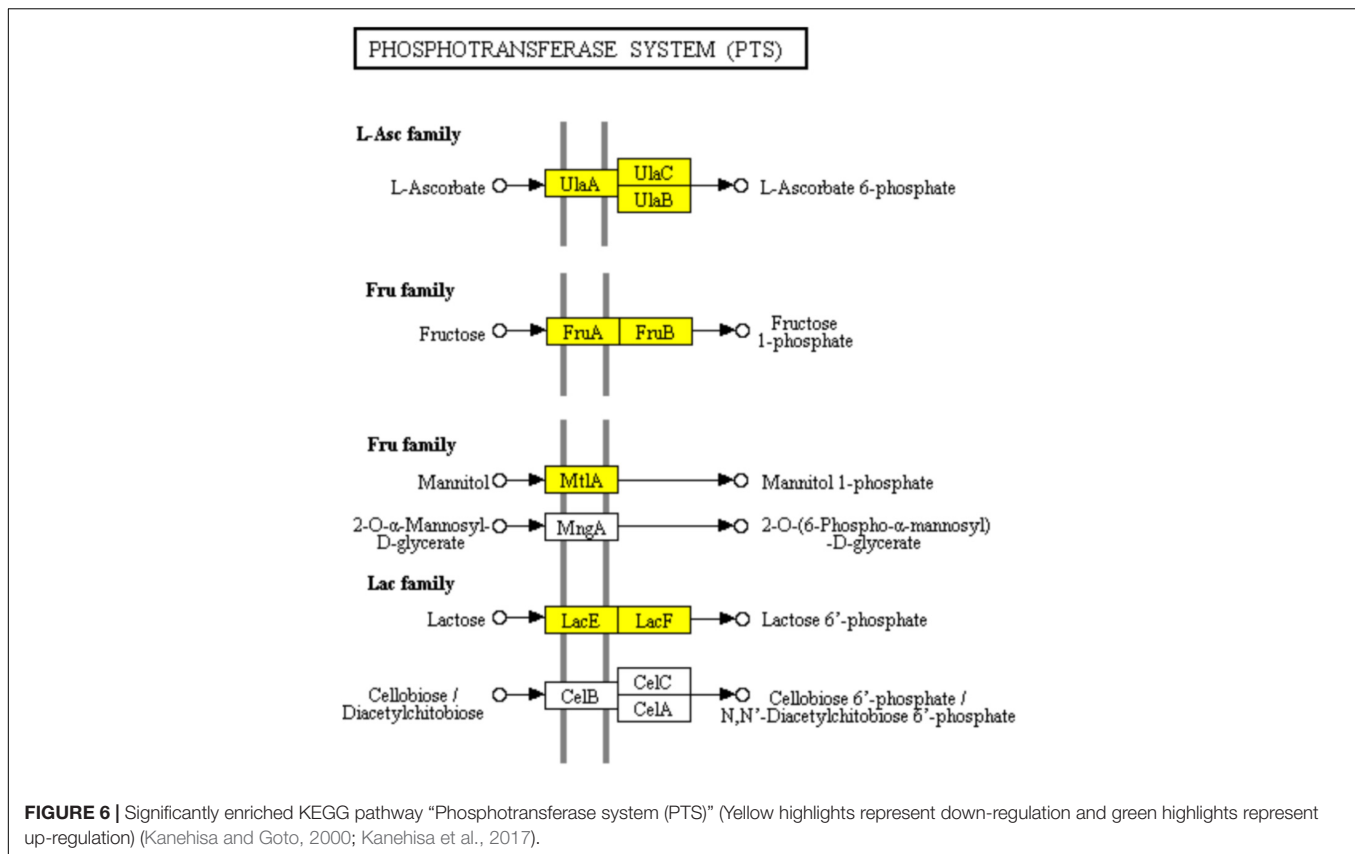 PHOSPHOTRANSFERASE SYSTEM (PTS)
L-Asc family
L-Ascorbate
UlaA
UlaC
UlaB
L-Ascorbate 6-phosphate
Fru family
Fructose
FruA
FruB
Fructose
1-phosphate
Fru family
Mannitol
MtlA
Mannitol 1-phosphate
2-O-α-Mannosyl-
D-glycerate
MngA
2-O-(6-Phospho-α-mannosyl)
-D-glycerate
Lac family
Lactose
LacE
LacF
Lactose 6'-phosphate
Cellobiose /
Diacetylchitobiose
CelB
CelC
CelA
Cellobiose 6'-phosphate /
N,N'-Diacetylchitobiose 6'-phosphate
FIGURE 6 | Significantly enriched KEGG pathway “Phosphotransferase system (PTS)” (Yellow highlights represent down-regulation and green highlights represent
up-regulation) (Kanehisa and Goto, 2000; Kanehisa et al., 2017).